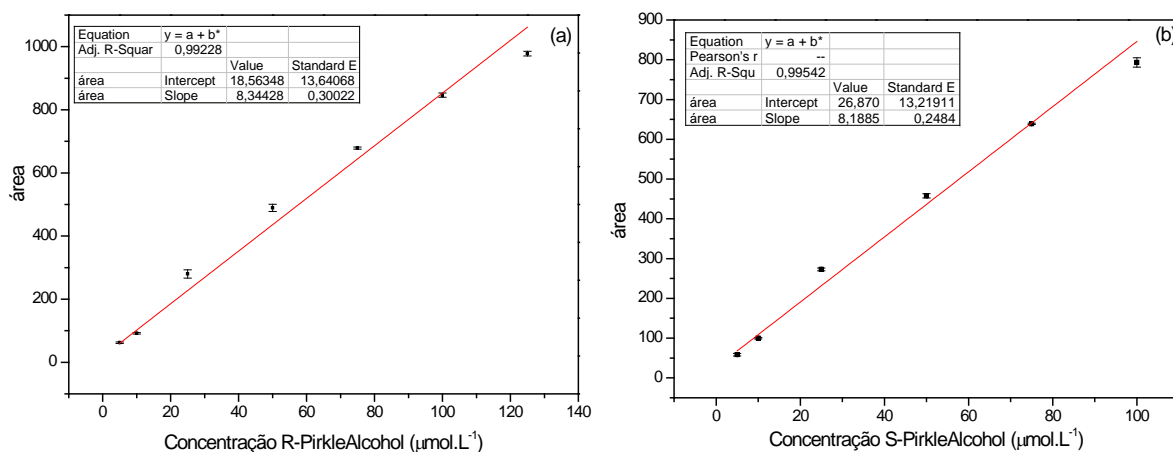 (a)
Equation y = a + b*
Adj. R-Squar 0,99228
Value Standard E
área Intercept 18,56348 13,64068
área Slope 8,34428 0,30022
1000
800
600
400
200
0
área
0 20 40 60 80 100 120 140
Concentração R-PirkleAlcohol (μmol.L⁻¹)
(b)
Equation y = a + b*
Pearson's r --
Adj. R-Squ 0,99542
Value Standard E
área Intercept 26,870 13,21911
área Slope 8,1885 0,2484
900
800
700
600
500
400
300
200
100
0
área
0 20 40 60 80 100
Concentração S-PirkleAlcohol (μmol.L⁻¹)